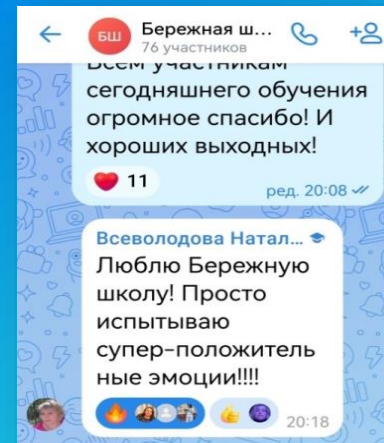 БШ
Бережная ш...
76 участников
Всем участникам
сегодняшнего обучения
огромное спасибо! И
хороших выходных!
11
ред. 20:08
Всеволодова Натал...
Люблю Бережную
школу! Просто
испытываю
супер-положитель
ные эмоции!!!!
20:18